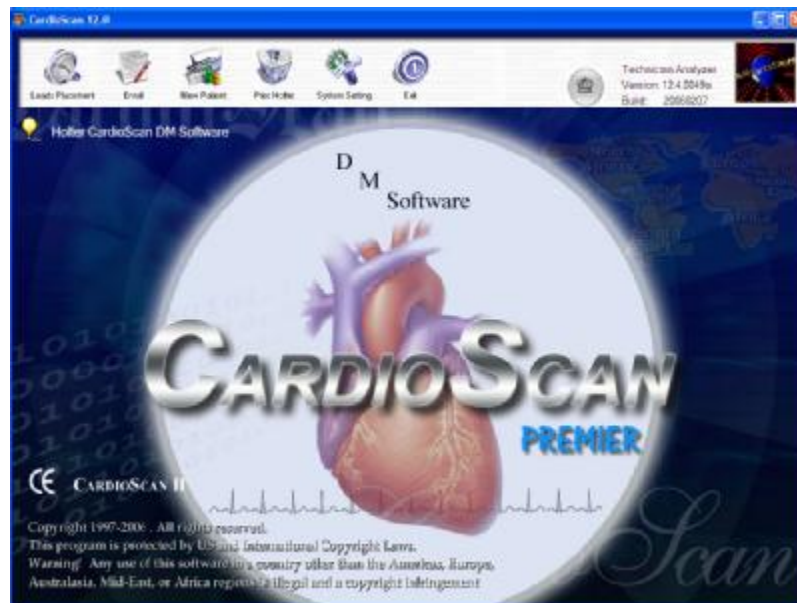 CardioScan 12.0
Leads Placement Enroll New Patient Prev Holter System Setting Exit
Technicom Analyzer
Version: 12.4.0049a
Build: 20060207
Holter CardioScan DM Software
D
M
Software
CARDIOSCAN
PREMIER
CE CARDIOSCAN II
Copyright 1997-2006 . All rights reserved.
This program is protected by US and International Copyright Laws.
Warning! Any use of this software in a country other than the Americas, Europe,
Australasia, Mid-East, or Africa regions is illegal and a copyright infringement
Scan